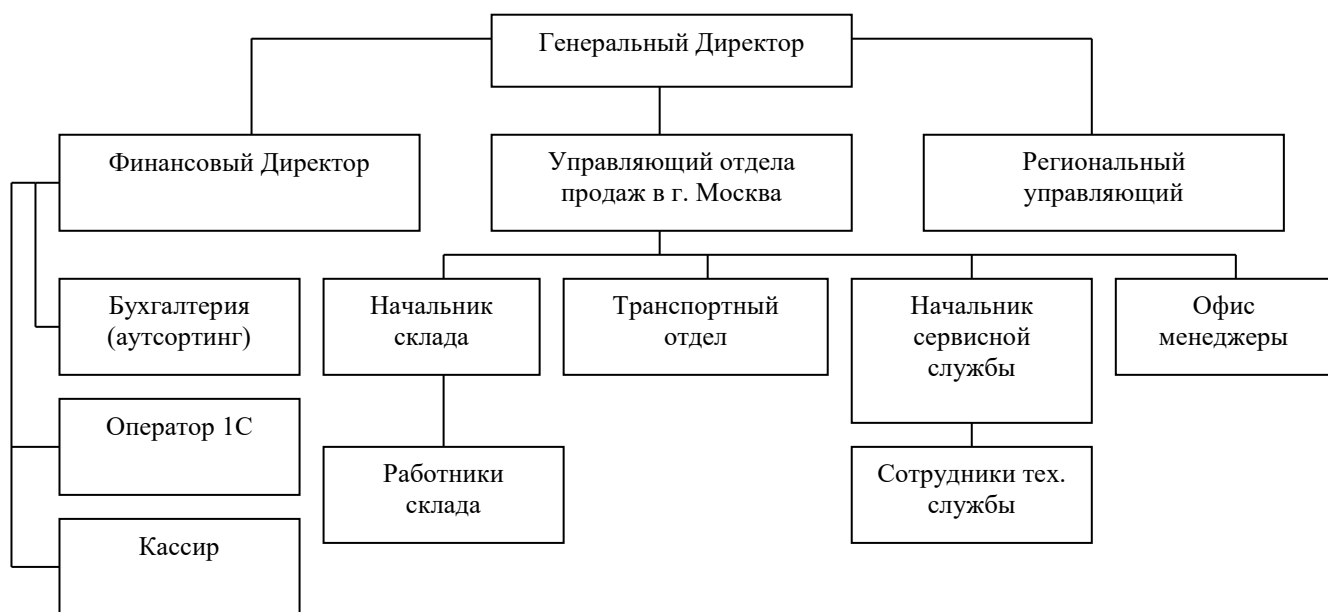 Генеральный Директор
Финансовый Директор
Управляющий отдела
продаж в г. Москва
Региональный
управляющий
Бухгалтерия
(аутсортинг)
Начальник
склада
Транспортный
отдел
Начальник
сервисной
службы
Офис
менеджеры
Оператор 1С
Работники
склада
Сотрудники тех.
службы
Кассир